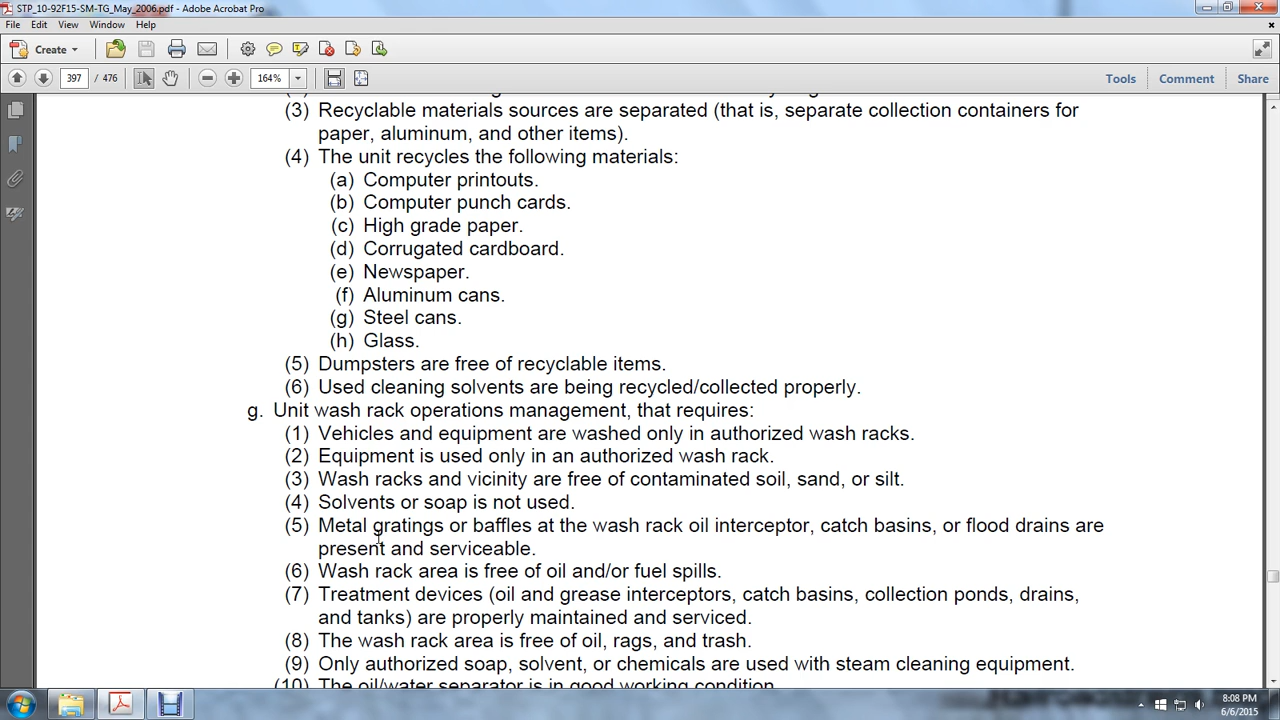 STP_10-92F15-SM-TG_May_2006.pdf - Adobe Acrobat Pro
File Edit View Window Help
Create
397 / 476 164% Tools Comment Share
(3) Recyclable materials sources are separated (that is, separate collection containers for
paper, aluminum, and other items).
(4) The unit recycles the following materials:
(a) Computer printouts.
(b) Computer punch cards.
(c) High grade paper.
(d) Corrugated cardboard.
(e) Newspaper.
(f) Aluminum cans.
(g) Steel cans.
(h) Glass.
(5) Dumpsters are free of recyclable items.
(6) Used cleaning solvents are being recycled/collected properly.
g. Unit wash rack operations management, that requires:
(1) Vehicles and equipment are washed only in authorized wash racks.
(2) Equipment is used only in an authorized wash rack.
(3) Wash racks and vicinity are free of contaminated soil, sand, or silt.
(4) Solvents or soap is not used.
(5) Metal gratings or baffles at the wash rack oil interceptor, catch basins, or flood drains are
present and serviceable.
(6) Wash rack area is free of oil and/or fuel spills.
(7) Treatment devices (oil and grease interceptors, catch basins, collection ponds, drains,
and tanks) are properly maintained and serviced.
(8) The wash rack area is free of oil, rags, and trash.
(9) Only authorized soap, solvent, or chemicals are used with steam cleaning equipment.
(10) The oil/water separator is in good working condition.
8:08 PM
6/6/2015